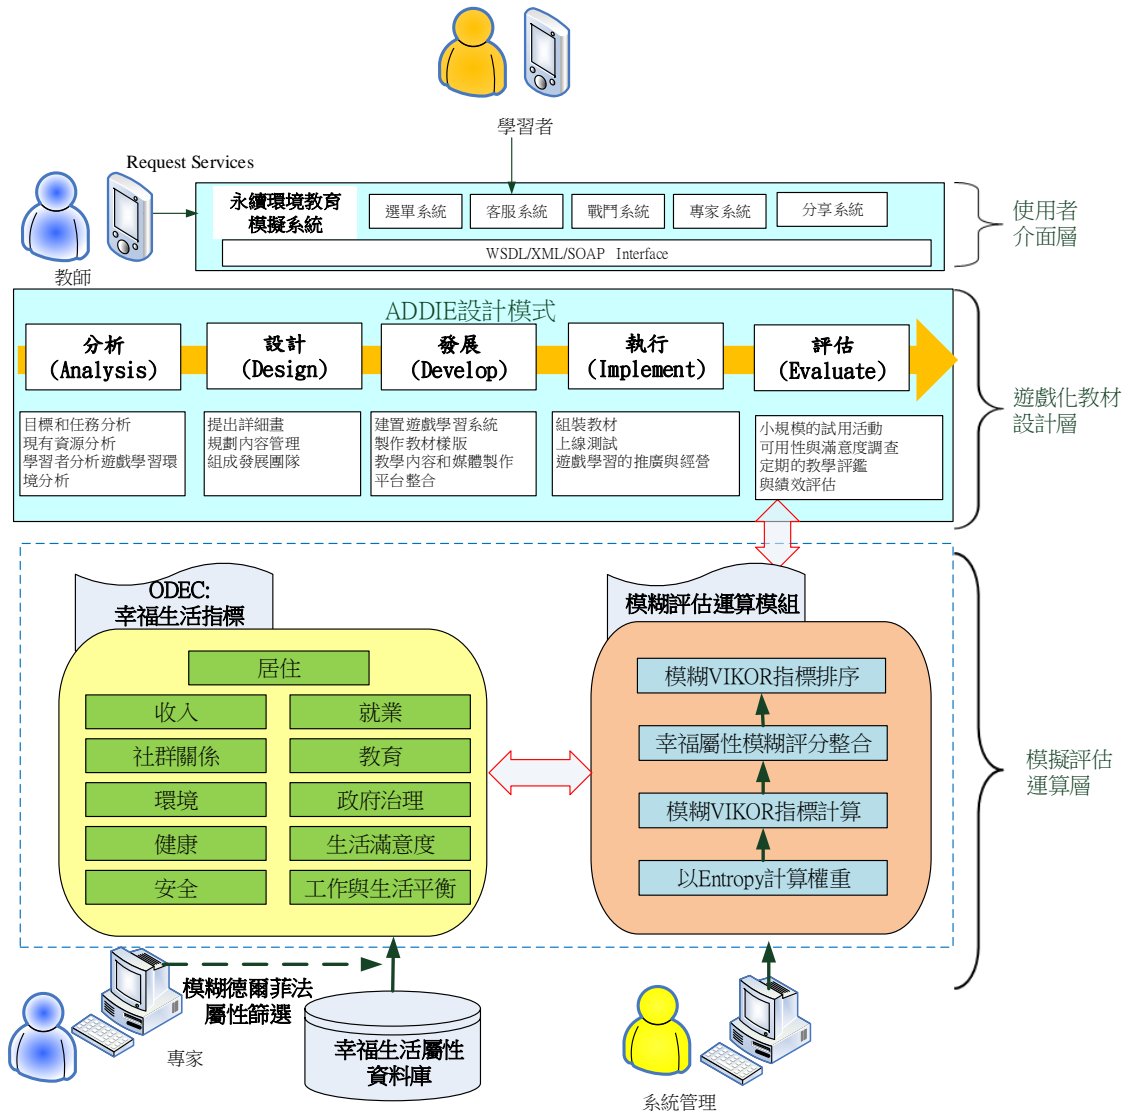 學習者
Request Services
教師
永續環境教育
模擬系統
選單系統
客服系統
戰鬥系統
專家系統
分享系統
WSDL/XML/SOAP Interface
使用者
介面層
ADDIE設計模式
分析
(Analysis)
設計
(Design)
發展
(Develop)
執行
(Implement)
評估
(Evaluate)
目標和任務分析
現有資源分析
學習者分析遊戲學習環
境分析
提出詳細畫
規劃內容管理
組成發展團隊
建置遊戲學習系統
製作教材樣版
教學內容和媒體製作
平台整合
組裝教材
上線測試
遊戲學習的推廣與經營
小規模的試用活動
可用性與滿意度調查
定期的教學評鑑
與績效評估
遊戲化教材
設計層
ODEC:
幸福生活指標
居住
收入
就業
社群關係
教育
環境
政府治理
健康
生活滿意度
安全
工作與生活平衡
模糊評估運算模組
模糊VIKOR指標排序
幸福屬性模糊評分整合
模糊VIKOR指標計算
以Entropy計算權重
模擬評估
運算層
模糊德爾菲法
屬性篩選
專家
幸福生活屬性
資料庫
系統管理